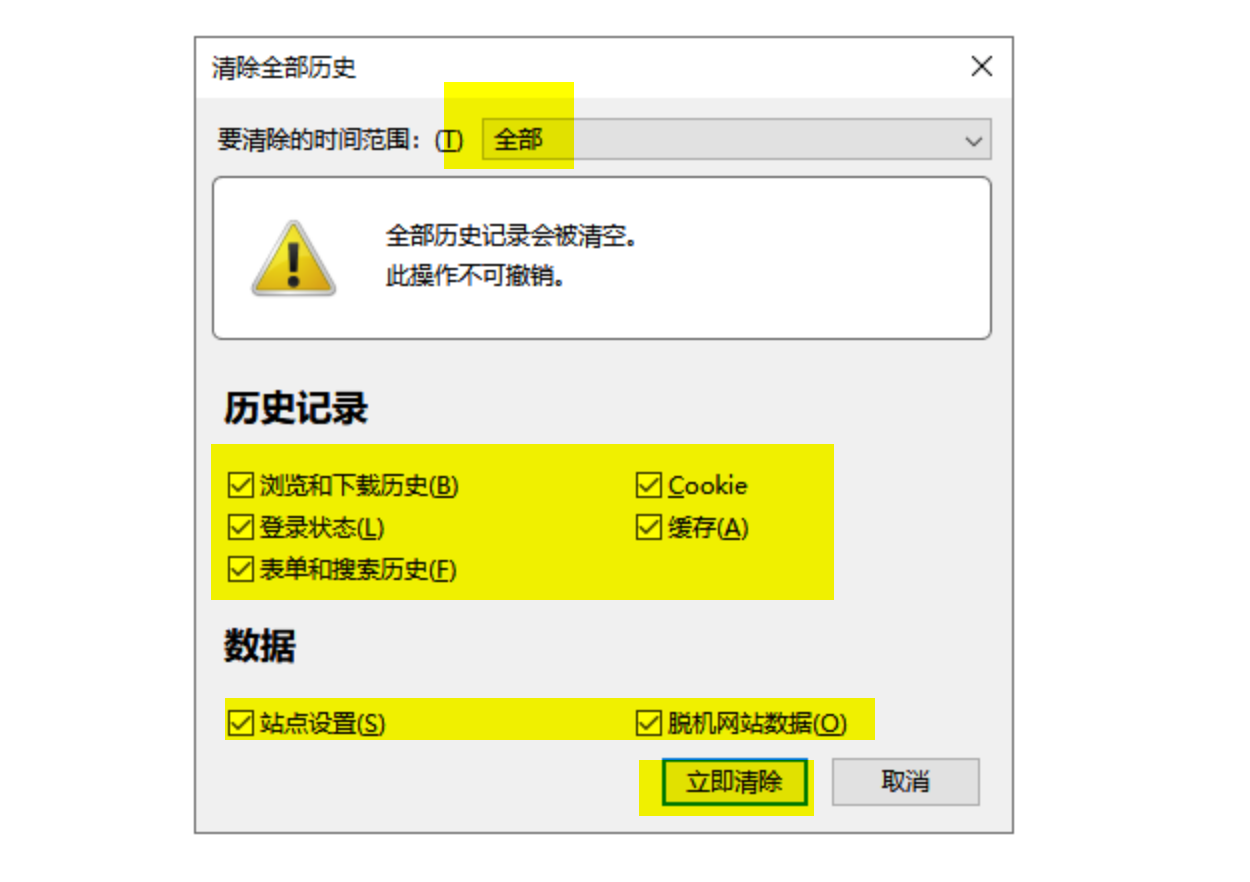 清除全部历史
要清除的时间范围：(T) 全部
全部历史记录会被清空。
此操作不可撤销。
历史记录
浏览和下载历史(B) Cookie
登录状态(L) 缓存(A)
表单和搜索历史(F)
数据
站点设置(S) 脱机网站数据(O)
立即清除 取消